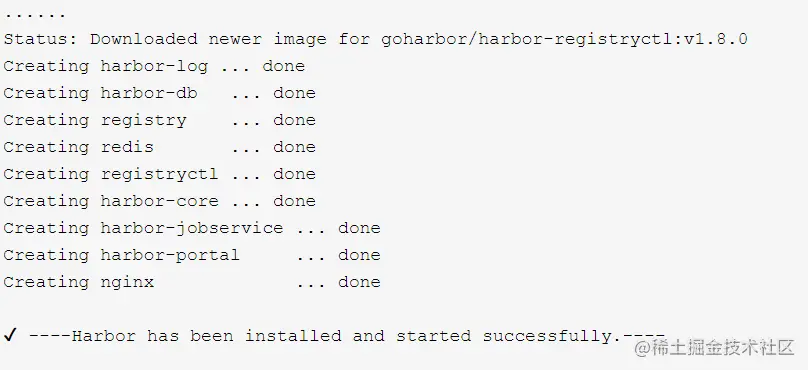 ......
Status: Downloaded newer image for goharbor/harbor-registryctl:v1.8.0
Creating harbor-log ... done
Creating harbor-db   ... done
Creating registry    ... done
Creating redis       ... done
Creating registryctl ... done
Creating harbor-core ... done
Creating harbor-jobservice ... done
Creating harbor-portal     ... done
Creating nginx             ... done
✔ ----Harbor has been installed and started successfully.----
@稀土掘金技术社区